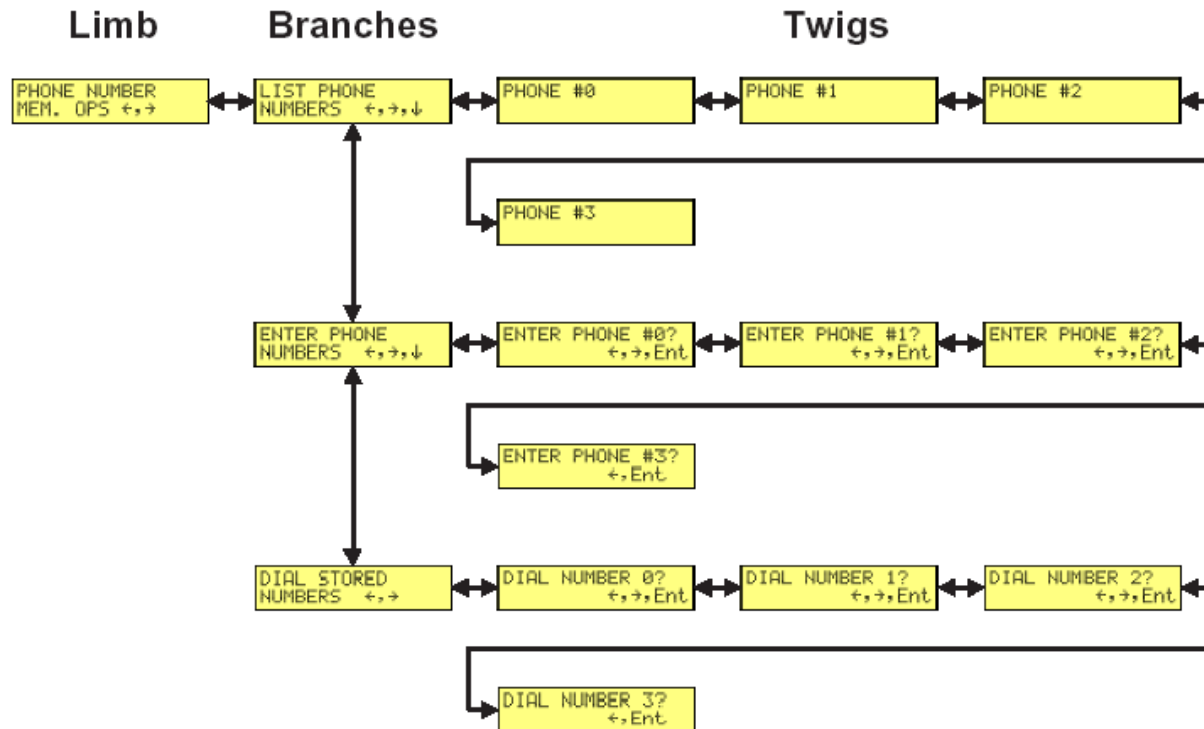 Limb Branches Twigs
PHONE NUMBER
MEM. OPS ←,→
LIST PHONE
NUMBERS ←,→,↓
PHONE #0
PHONE #1
PHONE #2
PHONE #3
ENTER PHONE
NUMBERS ←,→,↓
ENTER PHONE #0?
←,→,Ent
ENTER PHONE #1?
←,→,Ent
ENTER PHONE #2?
←,→,Ent
ENTER PHONE #3?
←,Ent
DIAL STORED
NUMBERS ←,→
DIAL NUMBER 0?
←,→,Ent
DIAL NUMBER 1?
←,→,Ent
DIAL NUMBER 2?
←,→,Ent
DIAL NUMBER 3?
←,Ent